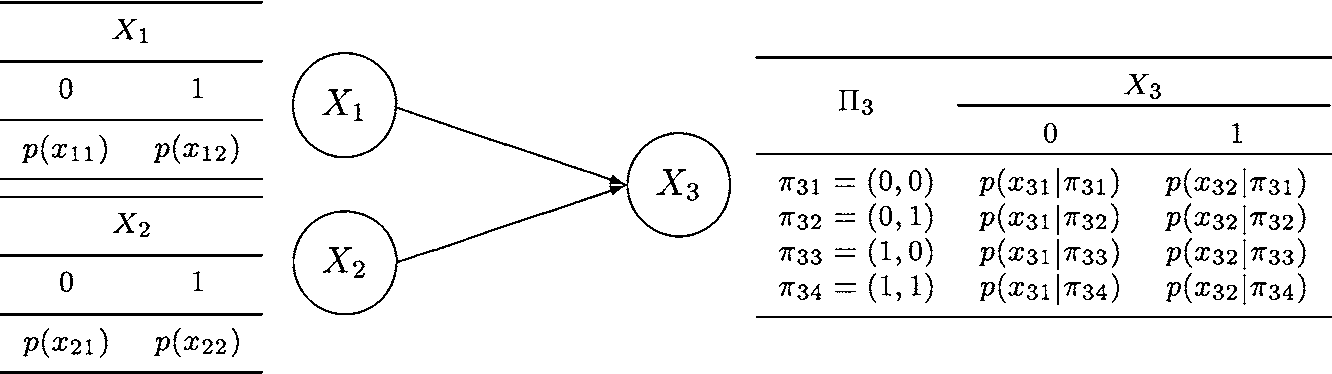 X₁
0 1
p(x₁₁) p(x₁₂)
X₂
0 1
p(x₂₁) p(x₂₂)
X₁
X₂
X₃
Π₃ X₃
0 1
π₃₁ = (0, 0) p(x₃₁|π₃₁) p(x₃₂|π₃₁)
π₃₂ = (0, 1) p(x₃₁|π₃₂) p(x₃₂|π₃₂)
π₃₃ = (1, 0) p(x₃₁|π₃₃) p(x₃₂|π₃₃)
π₃₄ = (1, 1) p(x₃₁|π₃₄) p(x₃₂|π₃₄)